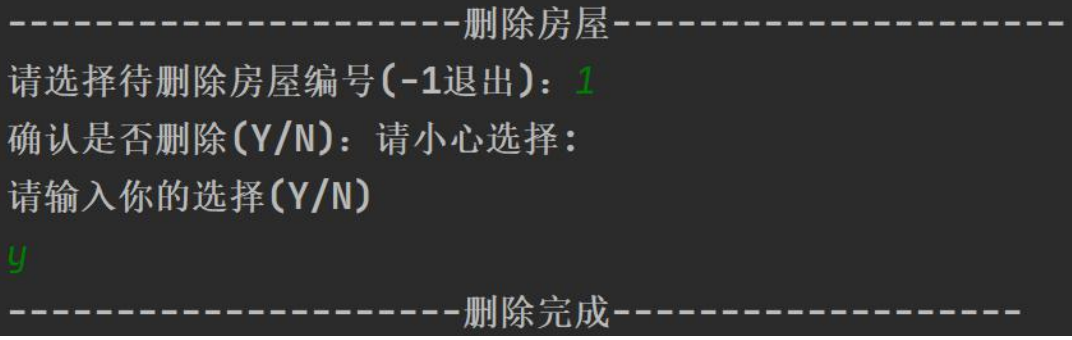 ---------------------删除房屋---------------------
请选择待删除房屋编号(-1退出)：1
确认是否删除(Y/N)：请小心选择:
请输入你的选择(Y/N)
y
---------------------删除完成-------------------